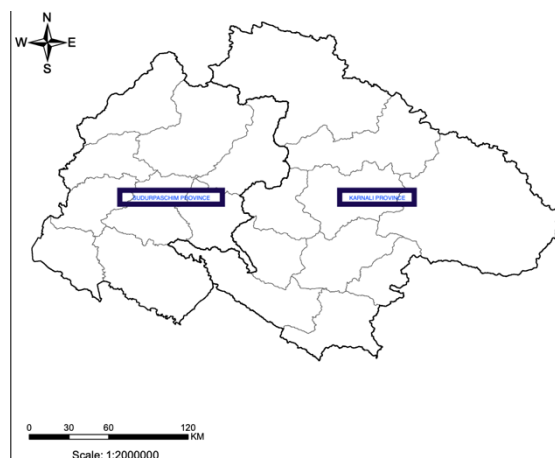 N
W E
S
SUDURPASCHIM PROVINCE
KARNALI PROVINCE
0 30 60 120
KM
Scale: 1:2000000